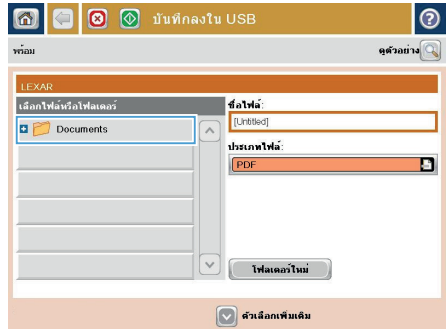 บันทึกลงใน USB
พร้อม
ดูตัวอย่าง
LEXAR
เลือกไฟล์หรือโฟลเดอร์
Documents
ชื่อไฟล์:
[Untitled]
ประเภทไฟล์:
PDF
โฟลเดอร์ใหม่
ตัวเลือกเพิ่มเติม